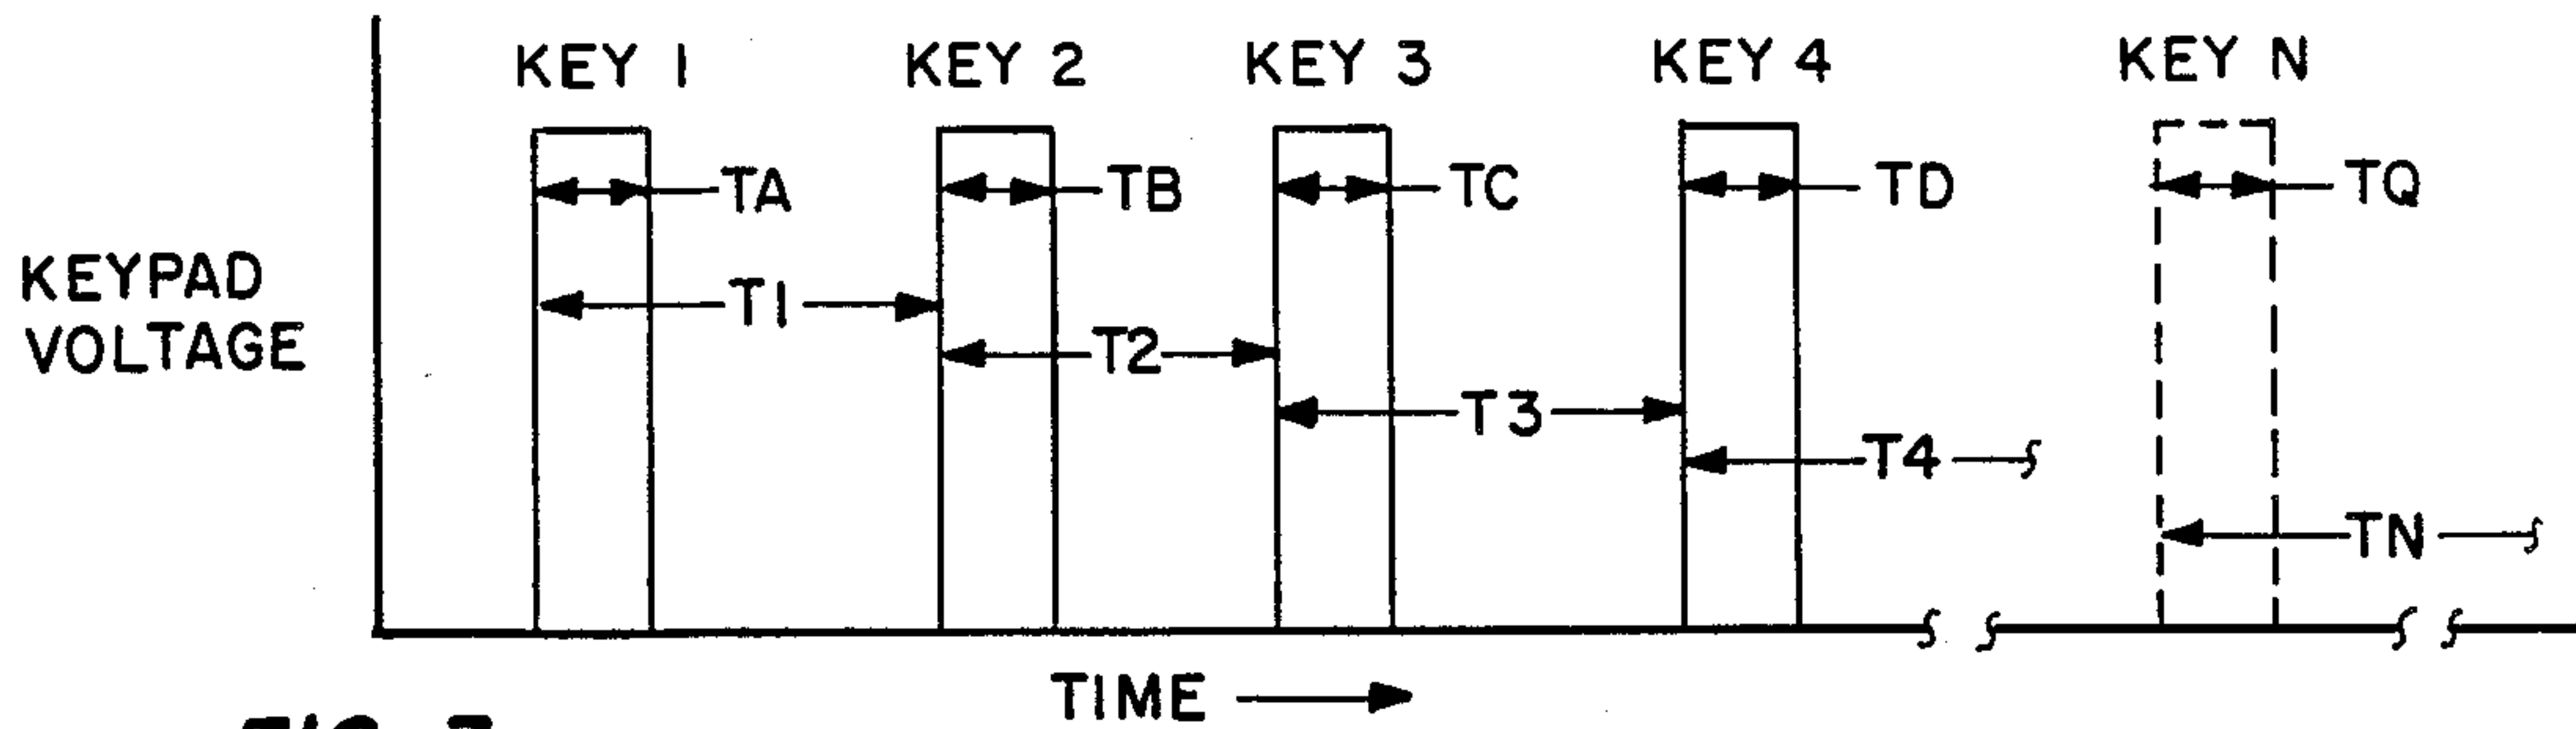 KEY 1 KEY 2 KEY 3 KEY 4 KEY N
TA TB TC TD TQ
KEYPAD
VOLTAGE
T1
T2
T3
T4
TN
TIME